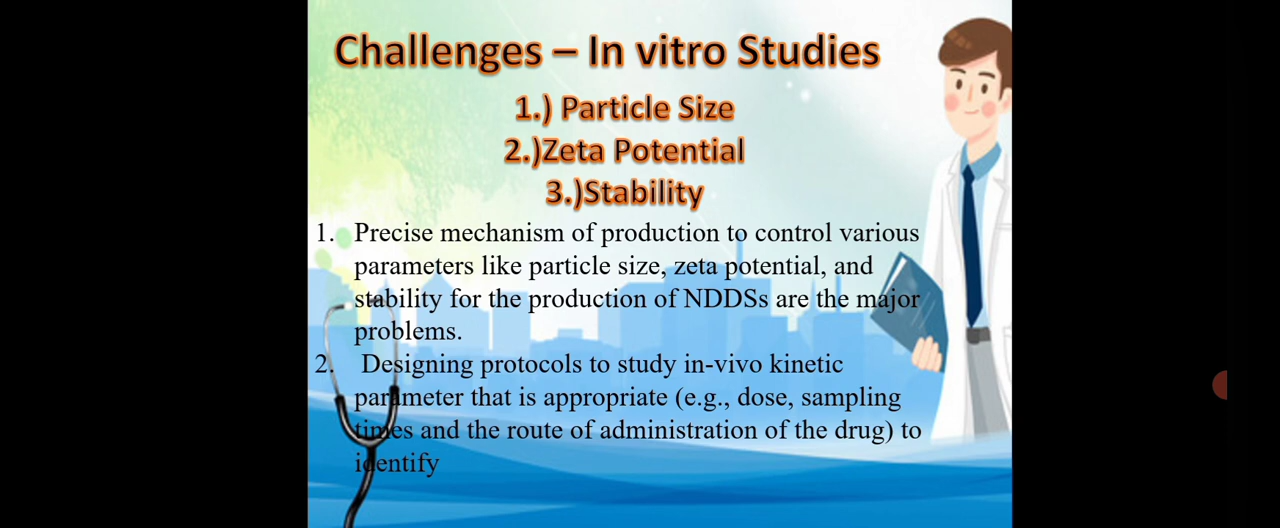 Challenges – In vitro Studies
1.) Particle Size
2.)Zeta Potential
3.)Stability
1. Precise mechanism of production to control various
parameters like particle size, zeta potential, and
stability for the production of NDDSs are the major
problems.
2. Designing protocols to study in-vivo kinetic
parameter that is appropriate (e.g., dose, sampling
times and the route of administration of the drug) to
identify